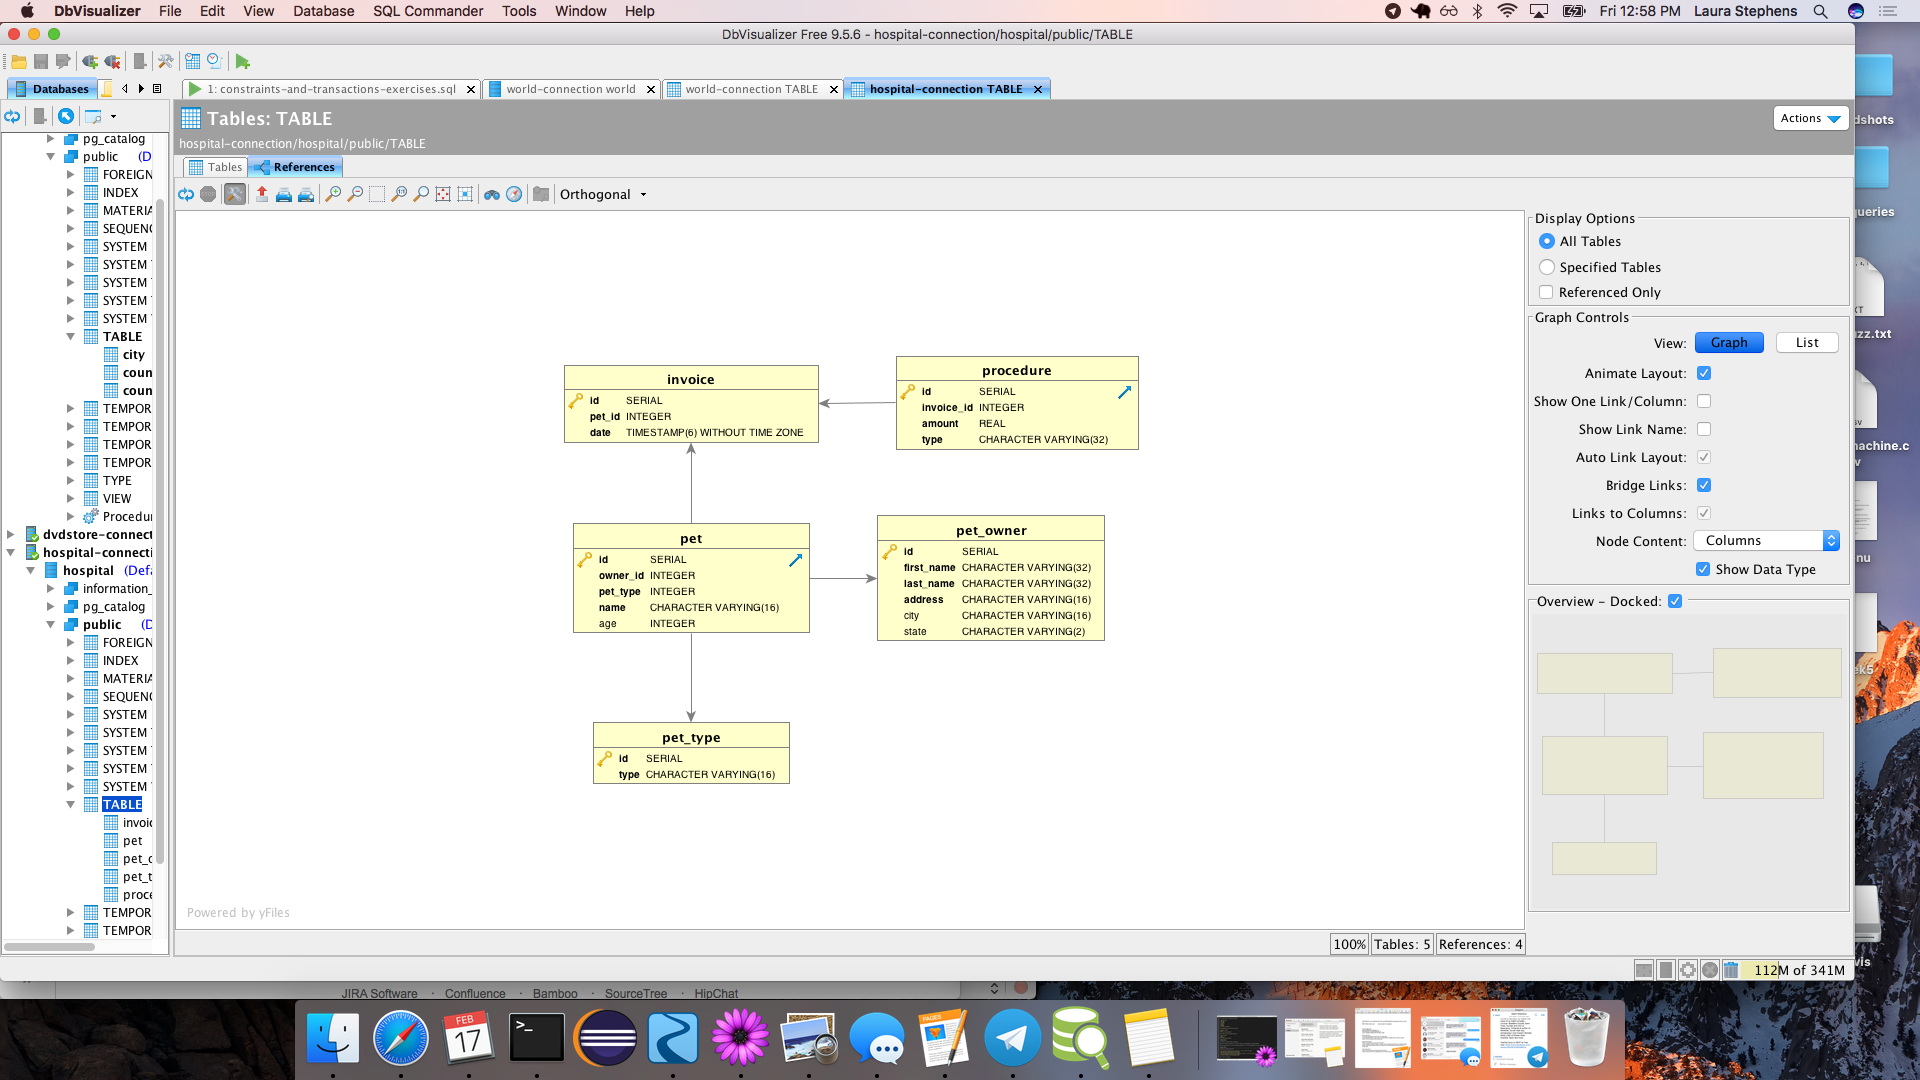 DbVisualizer File Edit View Database SQL Commander Tools Window Help Fri 12:58 PM Laura Stephens
DbVisualizer Free 9.5.6 - hospital-connection/hospital/public/TABLE
Databases
1: constraints-and-transactions-exercises.sql
world-connection world
world-connection TABLE
hospital-connection TABLE
Tables: TABLE
hospital-connection/hospital/public/TABLE
Actions
Tables
References
Orthogonal
pg_catalog
public (D
FOREIGN
INDEX
MATERIA
SEQUENC
SYSTEM
SYSTEM
SYSTEM
SYSTEM
SYSTEM
TABLE
city
coun
coun
TEMPOR
TEMPOR
TEMPOR
TEMPOR
TYPE
VIEW
Procedur
dvdstore-connect
hospital-connecti
hospital (Defa
information_
pg_catalog
public (D
FOREIGN
INDEX
MATERIA
SEQUENC
SYSTEM
SYSTEM
SYSTEM
SYSTEM
SYSTEM
TABLE
invoic
pet
pet_o
pet_t
proce
TEMPOR
TEMPOR
invoice
id SERIAL
pet_id INTEGER
date TIMESTAMP(6) WITHOUT TIME ZONE
procedure
id SERIAL
invoice_id INTEGER
amount REAL
type CHARACTER VARYING(32)
pet
id SERIAL
owner_id INTEGER
pet_type INTEGER
name CHARACTER VARYING(16)
age INTEGER
pet_owner
id SERIAL
first_name CHARACTER VARYING(32)
last_name CHARACTER VARYING(32)
address CHARACTER VARYING(16)
city CHARACTER VARYING(16)
state CHARACTER VARYING(2)
pet_type
id SERIAL
type CHARACTER VARYING(16)
Powered by yFiles
100% Tables: 5 References: 4
Display Options
All Tables
Specified Tables
Referenced Only
Graph Controls
View: Graph List
Animate Layout:
Show One Link/Column:
Show Link Name:
Auto Link Layout:
Bridge Links:
Links to Columns:
Node Content: Columns
Show Data Type
Overview - Docked:
112M of 341M
dshots
ueries
zz.txt
machine.c
v
nu
ek5
vis
JIRA Software · Confluence · Bamboo · SourceTree · HipChat
FEB
17
PAGES